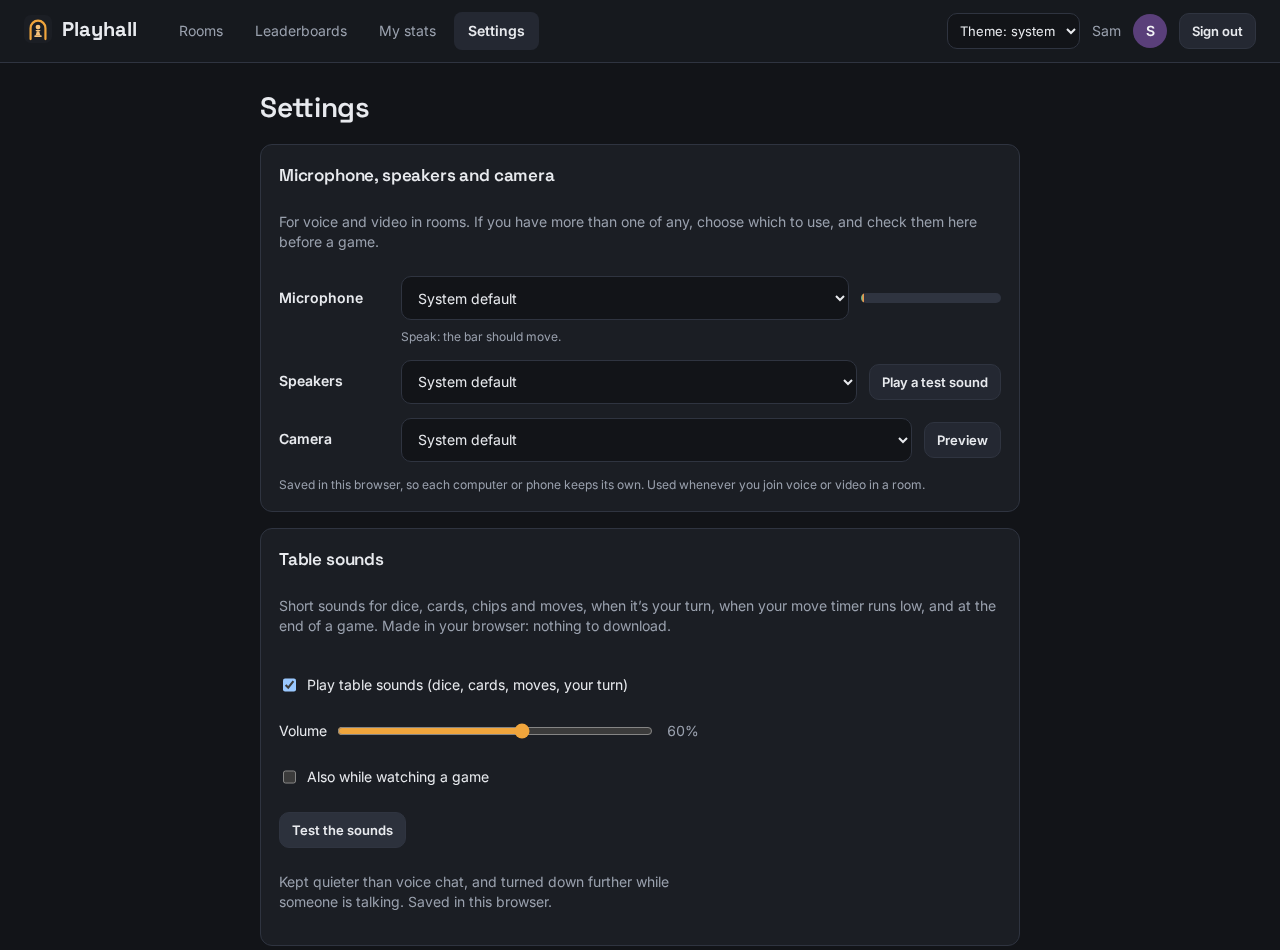 Playhall
Rooms
Leaderboards
My stats
Settings
Theme: system
Sam
S
Sign out
Settings
Microphone, speakers and camera
For voice and video in rooms. If you have more than one of any, choose which to use, and check them here
before a game.
Microphone
System default
Speak: the bar should move.
Speakers
System default
Play a test sound
Camera
System default
Preview
Saved in this browser, so each computer or phone keeps its own. Used whenever you join voice or video in a room.
Table sounds
Short sounds for dice, cards, chips and moves, when it’s your turn, when your move timer runs low, and at the
end of a game. Made in your browser: nothing to download.
Play table sounds (dice, cards, moves, your turn)
Volume
60%
Also while watching a game
Test the sounds
Kept quieter than voice chat, and turned down further while
someone is talking. Saved in this browser.